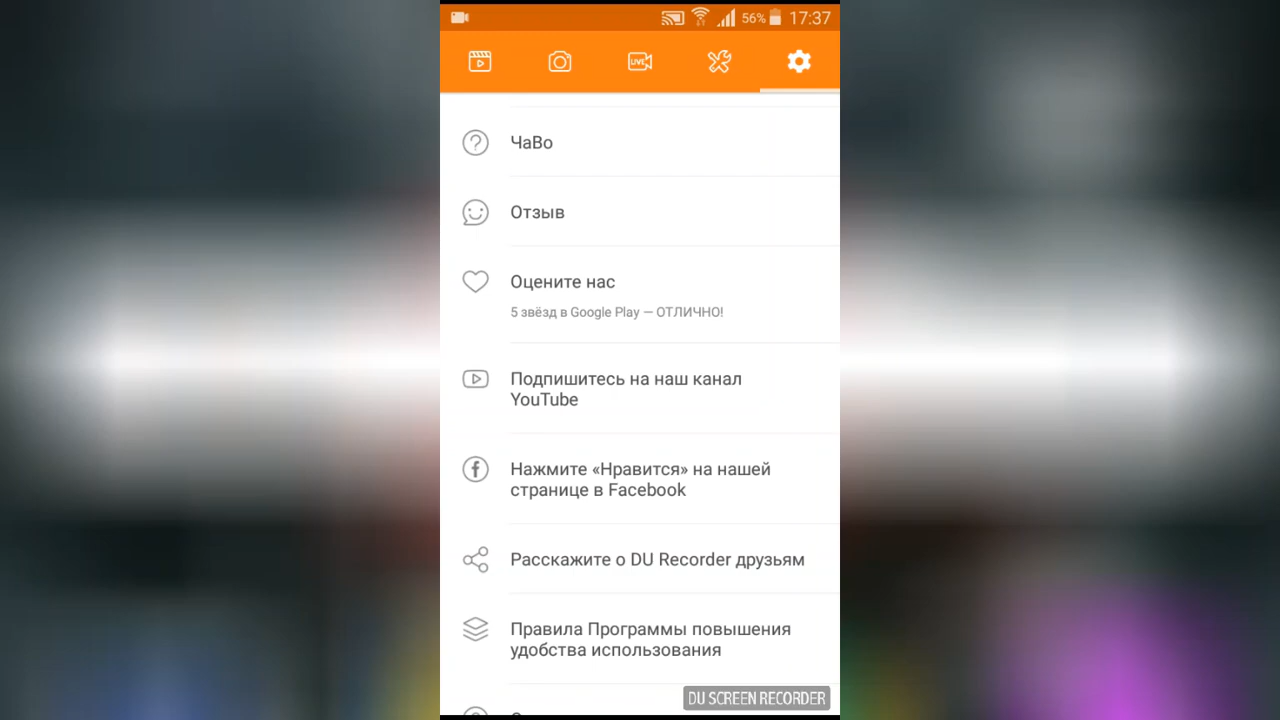 56% 17:37
LIVE
ЧаВо
Отзыв
Оцените нас
5 звёзд в Google Play — ОТЛИЧНО!
Подпишитесь на наш канал
YouTube
Нажмите «Нравится» на нашей
странице в Facebook
Расскажите о DU Recorder друзьям
Правила Программы повышения
удобства использования
DU SCREEN RECORDER